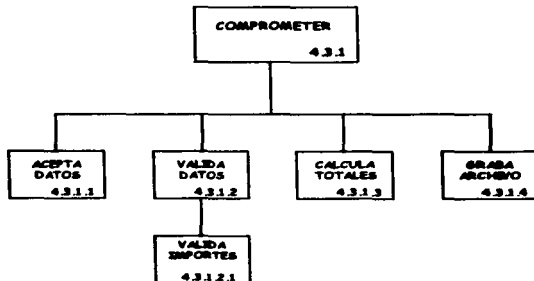 COMPROMETER
4.3.1
ACEPTA
DATOS
4.3.1.1
VALIDA
DATOS
4.3.1.2
CALCULA
TOTALES
4.3.1.3
GRABA
ARCHIVO
4.3.1.4
VALIDA
IMPORTES
4.3.1.2.1